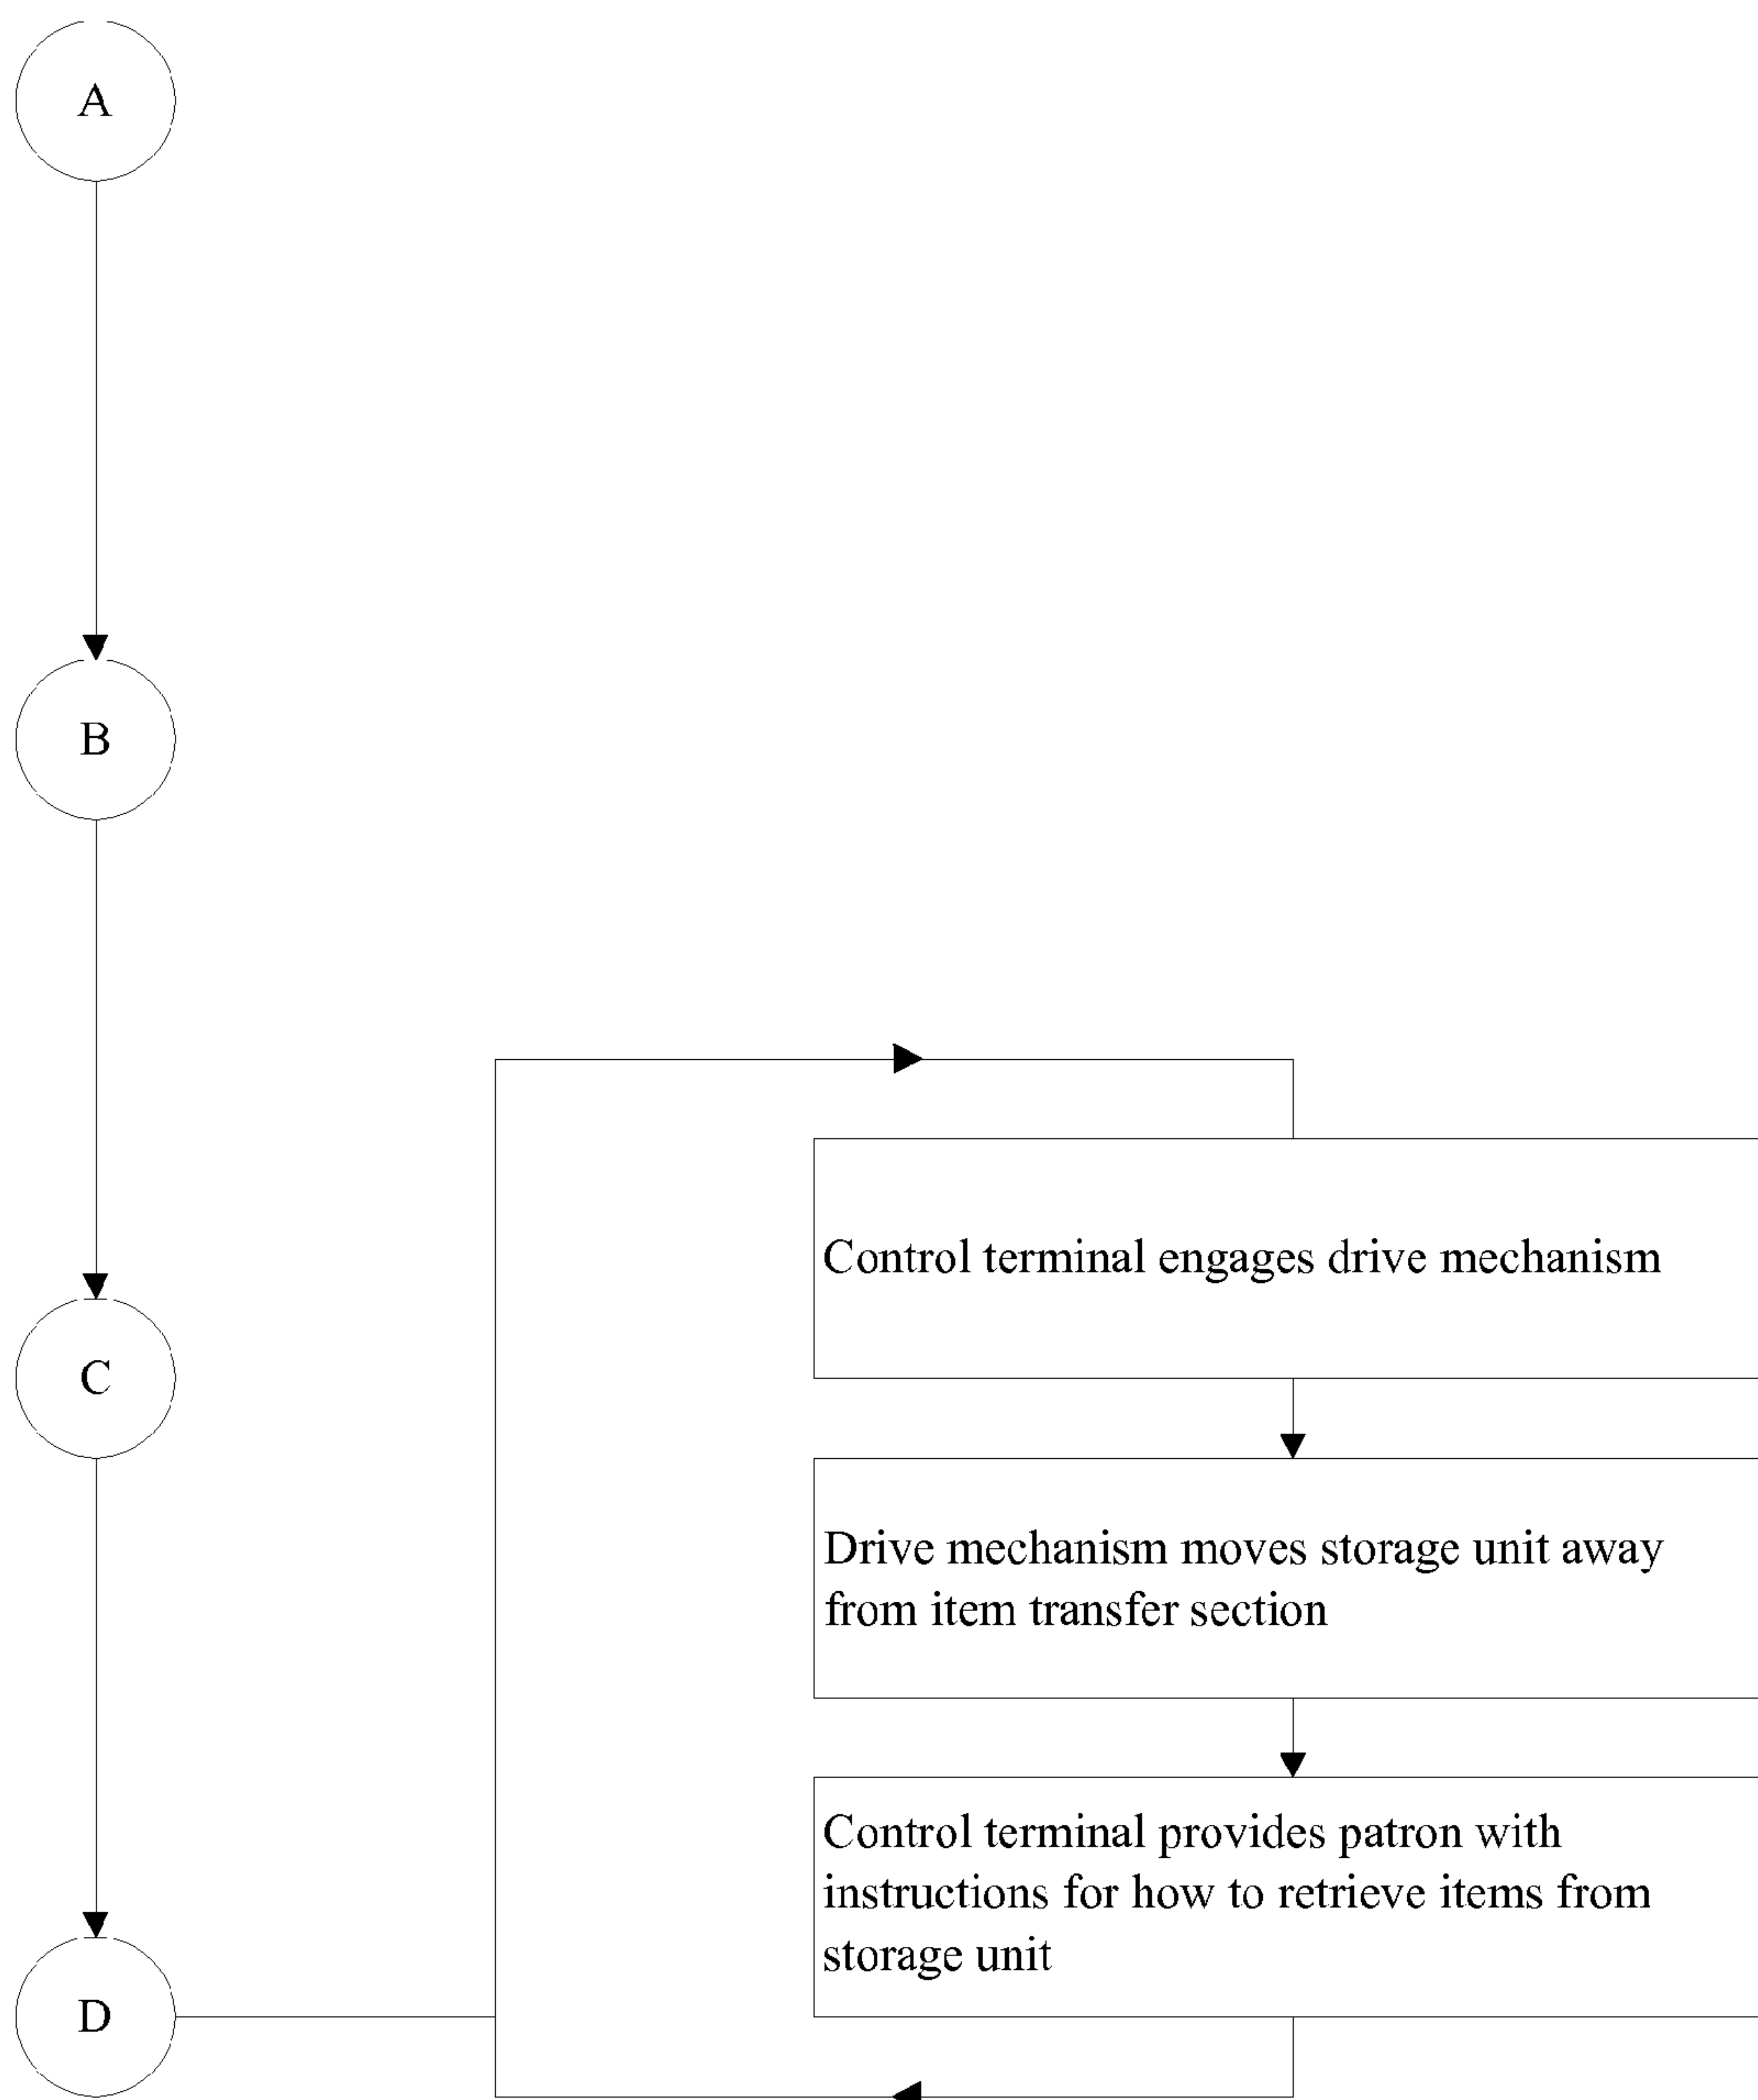 A
B
Control terminal engages drive mechanism
C
Drive mechanism moves storage unit away
from item transfer section
Control terminal provides patron with
instructions for how to retrieve items from
storage unit
D